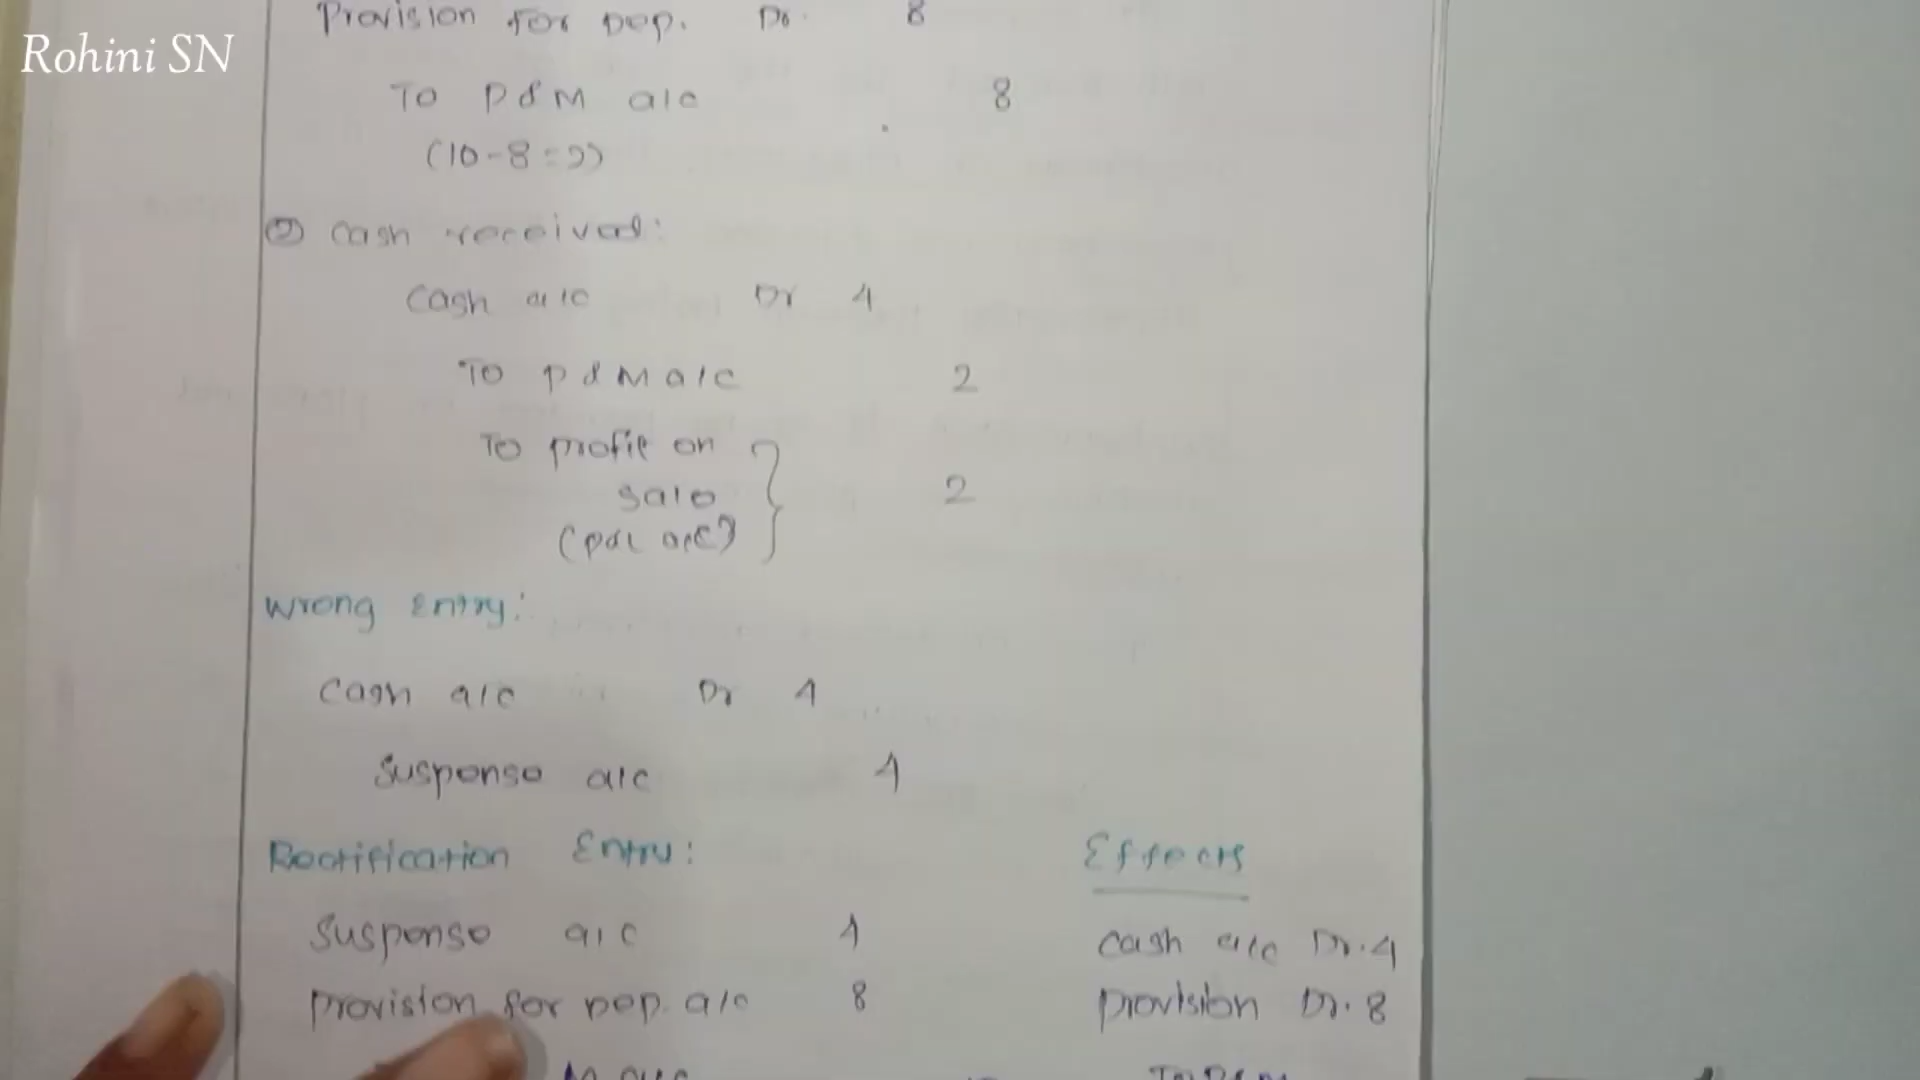 Rohini SN
Provision for Dep. Dr. 8
To P&M a/c 8
(10-8=2)
② Cash received:
Cash a/c Dr 4
To P&M a/c 2
To profit on
sale
(P&L a/c) } 2
Wrong Entry:
Cash a/c Dr 4
Suspense a/c 4
Rectification Entry: Effects
Suspense a/c 4 Cash a/c Dr. 4
Provision for Dep. a/c 8 Provision Dr. 8